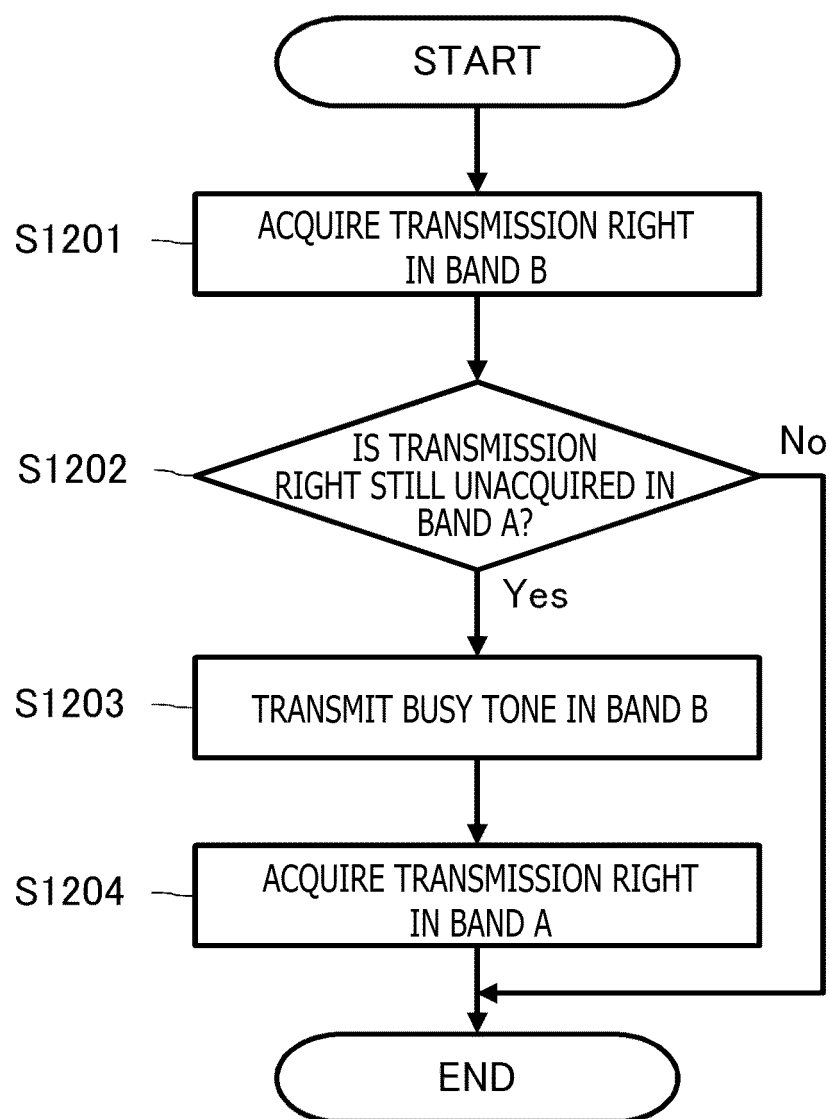 START
S1201
ACQUIRE TRANSMISSION RIGHT
IN BAND B
S1202
IS TRANSMISSION
RIGHT STILL UNACQUIRED IN
BAND A?
No
Yes
S1203
TRANSMIT BUSY TONE IN BAND B
S1204
ACQUIRE TRANSMISSION RIGHT
IN BAND A
END